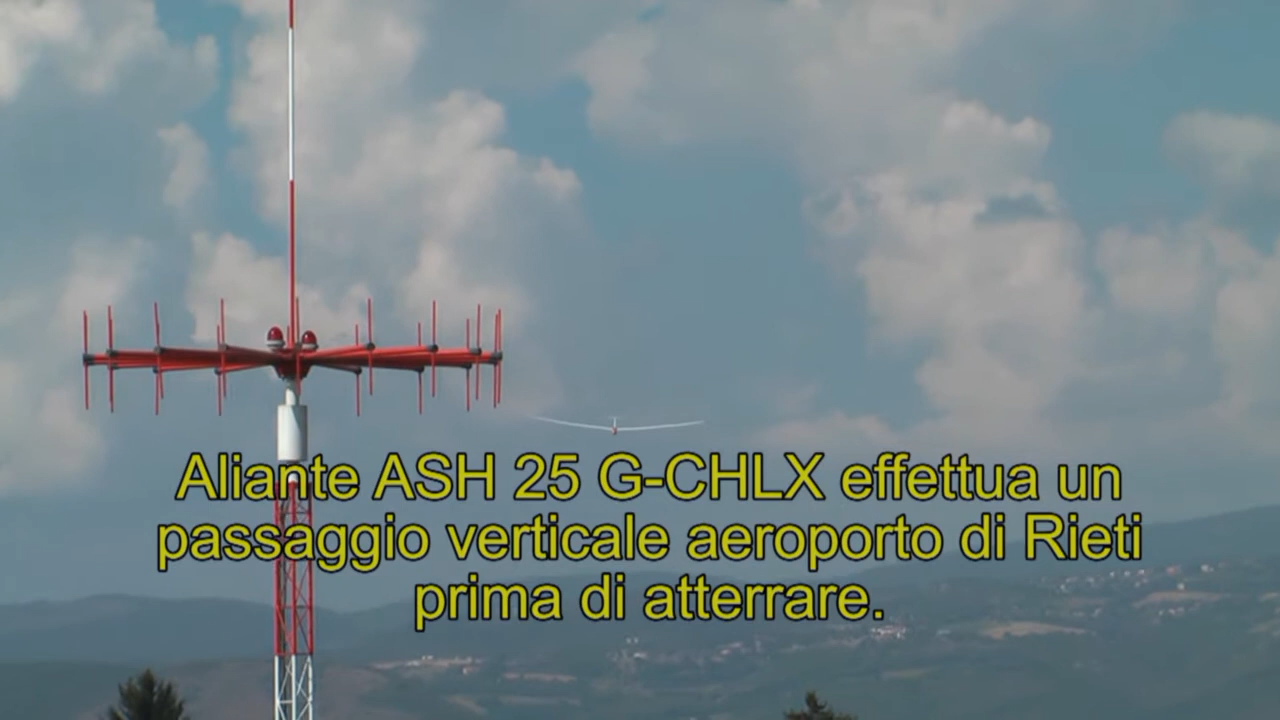 Aliante ASH 25 G-CHLX effettua un
passaggio verticale aeroporto di Rieti
prima di atterrare.